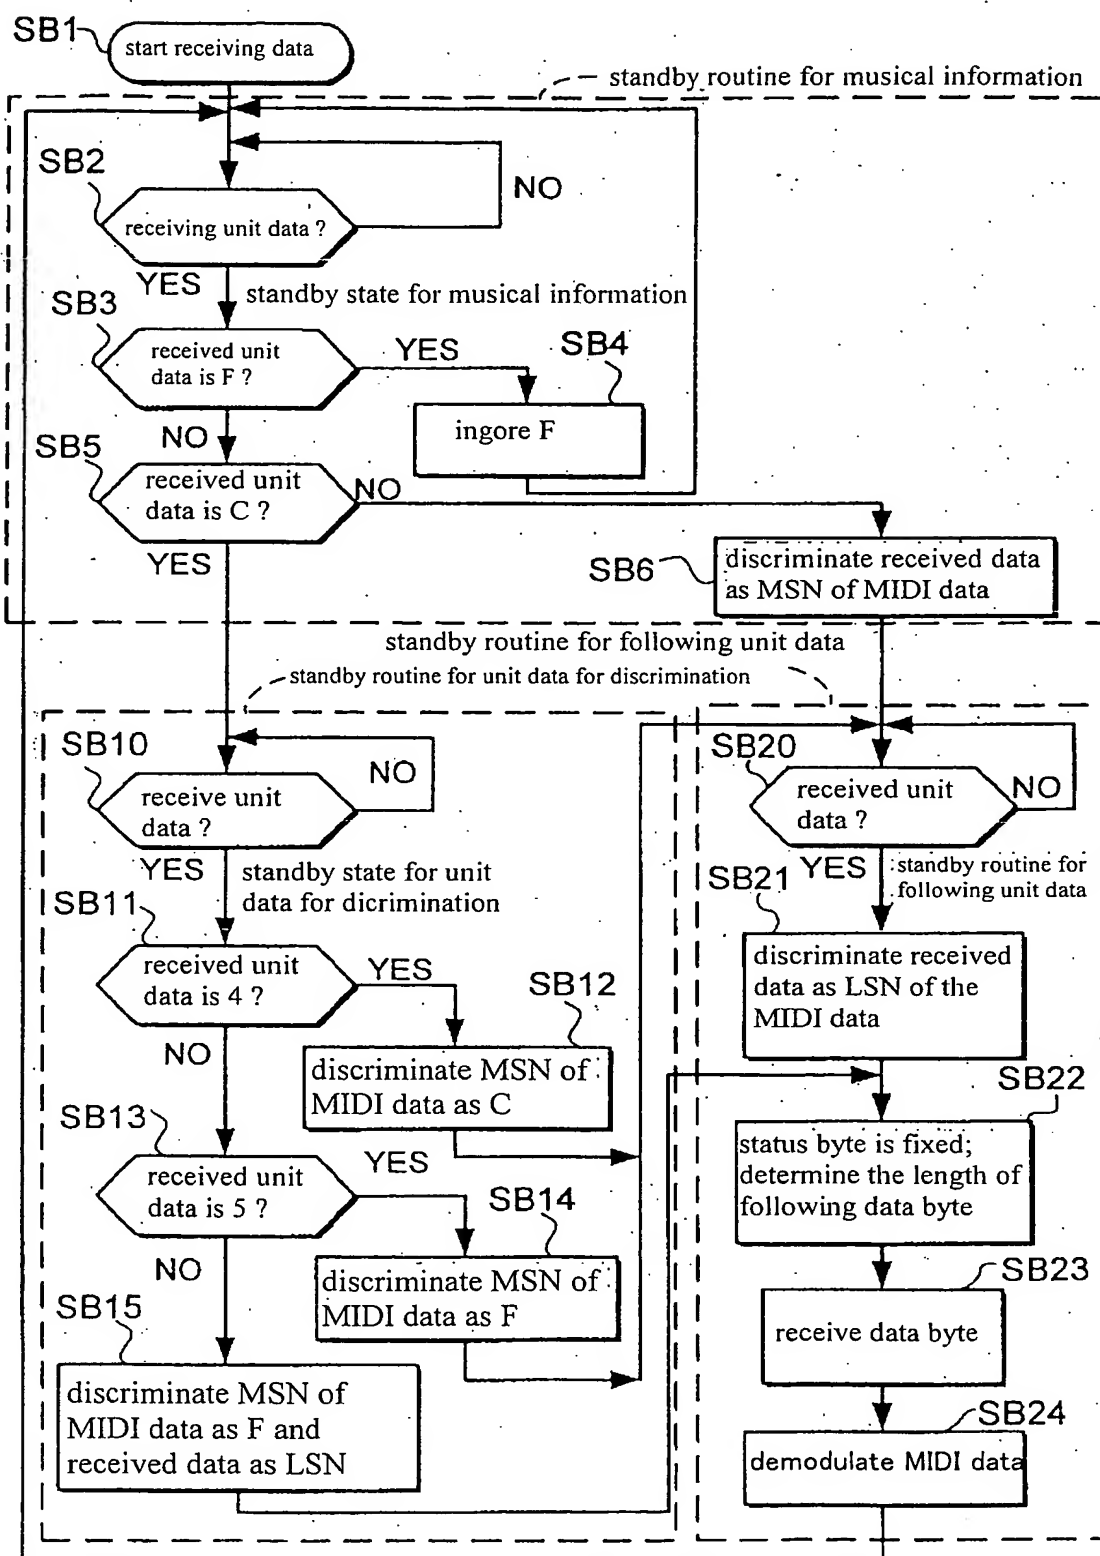 SB1
start receiving data
standby routine for musical information
SB2
NO
receiving unit data ?
YES
standby state for musical information
SB3
received unit
data is F ?
YES
SB4
ingore F
NO
SB5
received unit
data is C ?
NO
YES
SB6
discriminate received data
as MSN of MIDI data
standby routine for following unit data
standby routine for unit data for discrimination
SB10
NO
receive unit
data ?
YES
standby state for unit
data for dicrimination
SB20
received unit
data ?
NO
YES
standby routine for
following unit data
SB11
received unit
data is 4 ?
YES
SB12
discriminate MSN of
MIDI data as C
NO
SB21
discriminate received
data as LSN of the
MIDI data
SB13
received unit
data is 5 ?
YES
SB14
discriminate MSN of
MIDI data as F
NO
SB22
status byte is fixed;
determine the length of
following data byte
SB15
discriminate MSN of
MIDI data as F and
received data as LSN
SB23
receive data byte
SB24
demodulate MIDI data